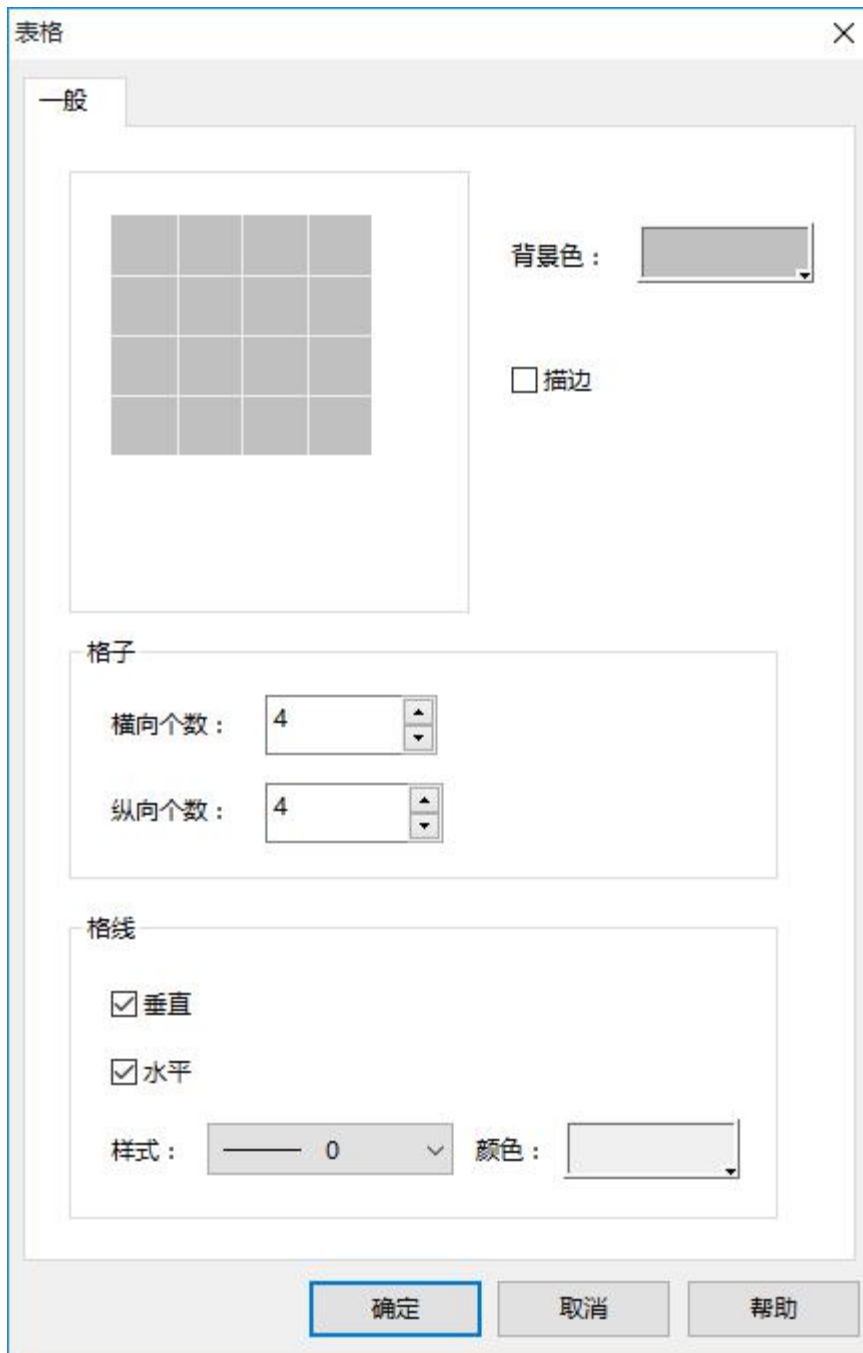 表格
一般
背景色：
描边
格子
横向个数： 4
纵向个数： 4
格线
垂直
水平
样式： 0 颜色：
确定 取消 帮助